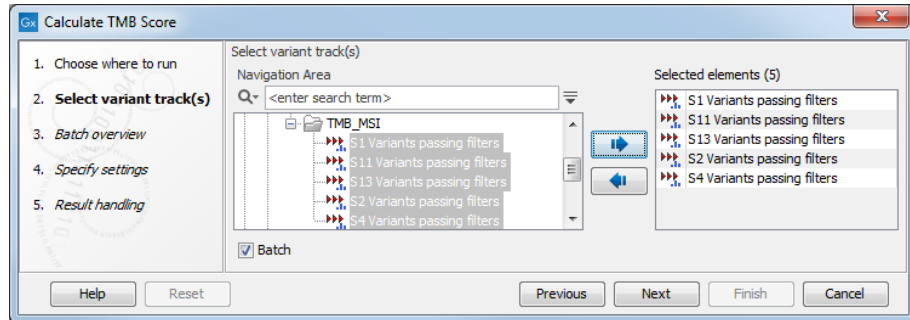 Gx Calculate TMB Score
1. Choose where to run
2. Select variant track(s)
3. Batch overview
4. Specify settings
5. Result handling
Select variant track(s)
Navigation Area
<enter search term>
TMB_MSI
S1 Variants passing filters
S11 Variants passing filters
S13 Variants passing filters
S2 Variants passing filters
S4 Variants passing filters
Selected elements (5)
S1 Variants passing filters
S11 Variants passing filters
S13 Variants passing filters
S2 Variants passing filters
S4 Variants passing filters
Batch
Help Reset Previous Next Finish Cancel